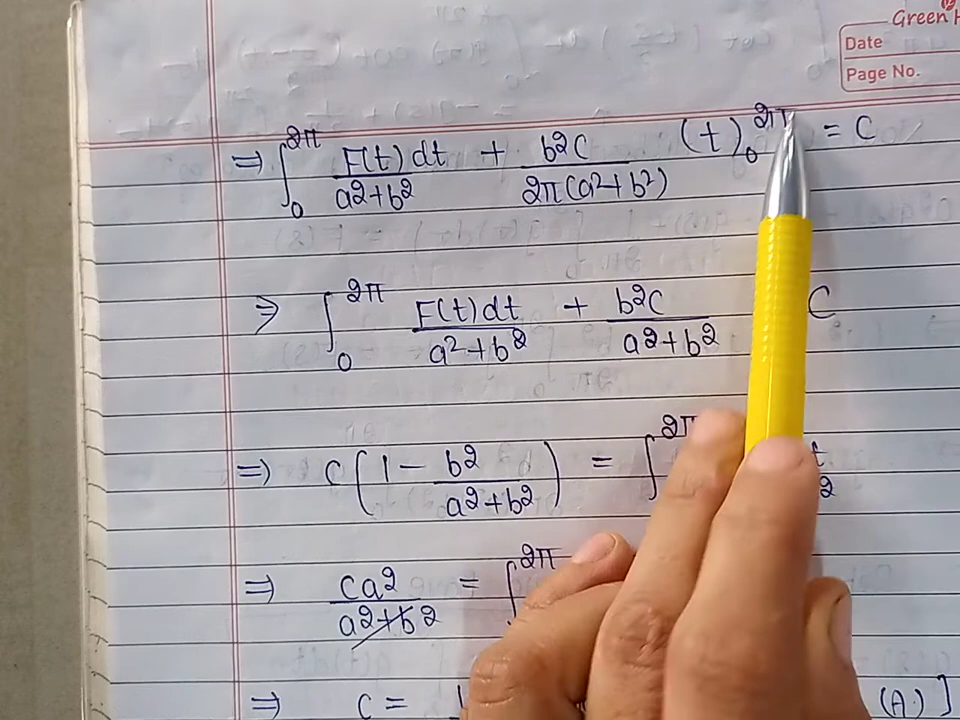 Green
Date
Page No.
⇒ ∫₀^2π F(t) dt / a²+b² + b²C / 2π(a²+b²) (t)₀^2π = C
⇒ ∫₀^2π F(t) dt / a²+b² + b²C / a²+b² C
⇒ C(1 − b² / a²+b²) = ∫ 2π
⇒ Ca² / a²+b² = ∫ 2π
⇒ C = (A.)]